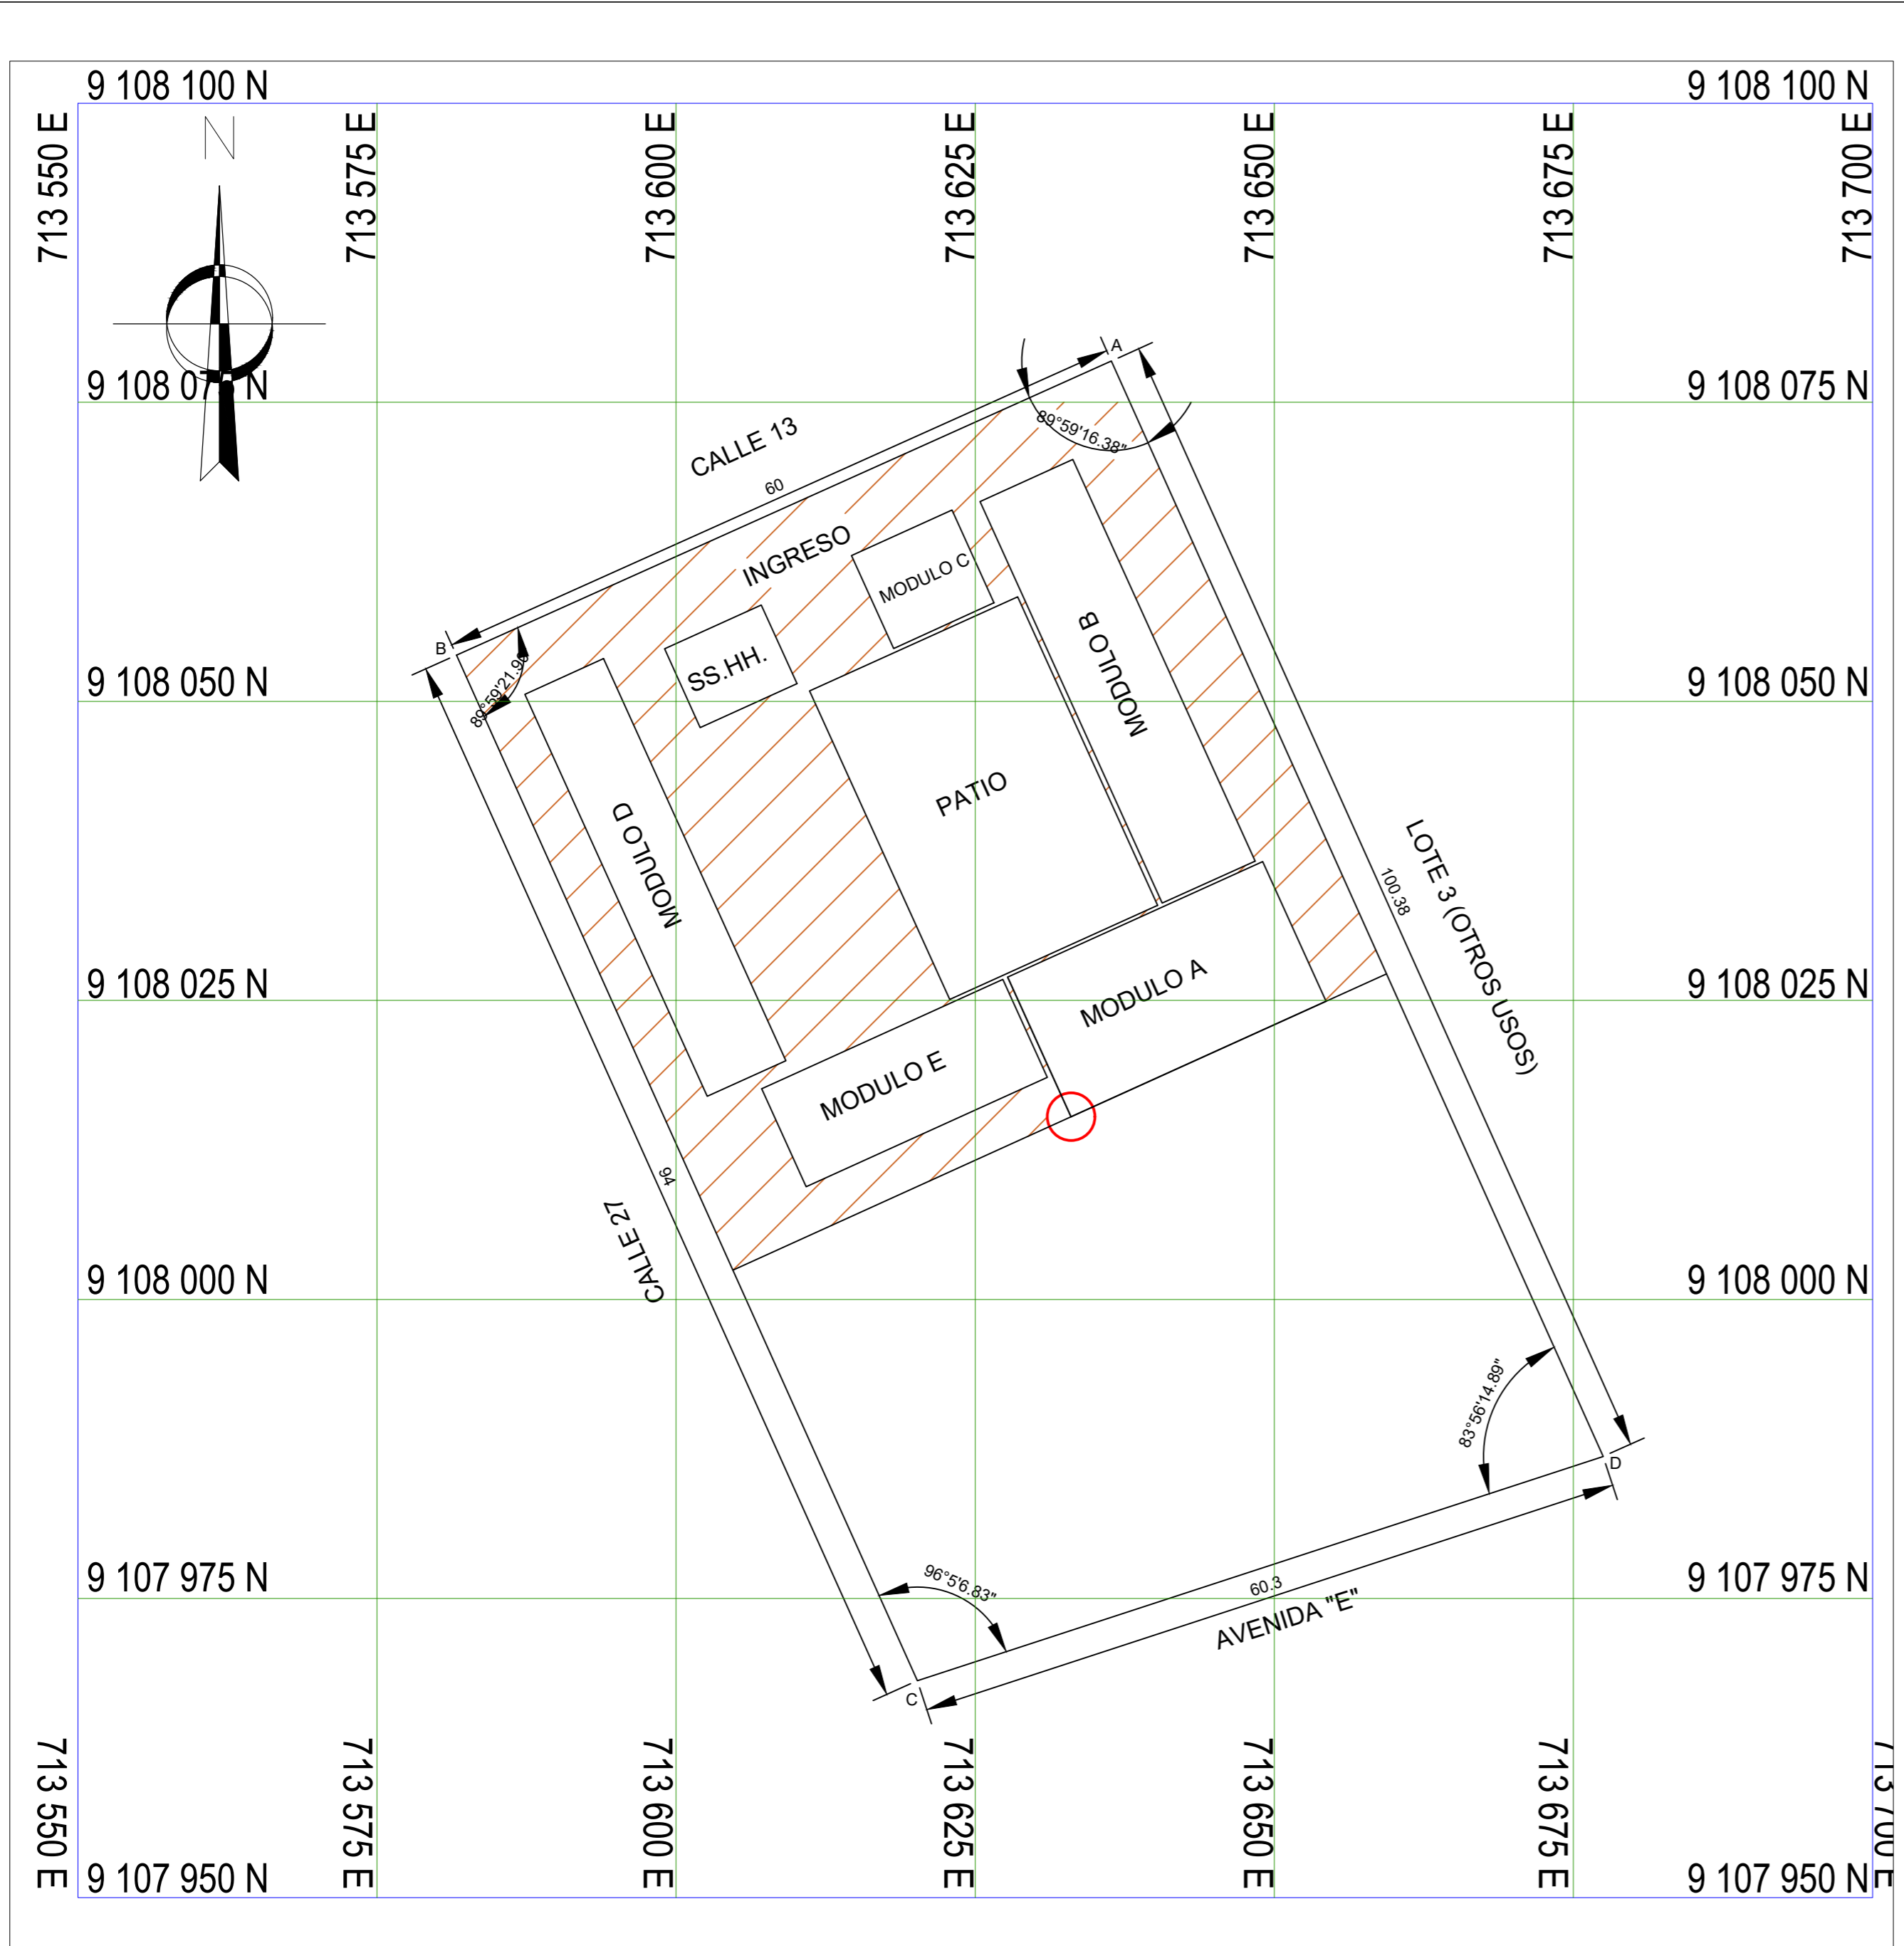 9 108 100 N
9 108 100 N
713 550 E
713 575 E
713 600 E
713 625 E
713 650 E
713 675 E
713 700 E
N
A
9 108 075 N
89°59'16.38"
CALLE 13
60
INGRESO
MODULO C
B
SS.HH.
MODULO B
9 108 050 N
9 108 050 N
PATIO
MODULO D
LOTE 3 (OTROS USOS)
100.38
9 108 025 N
9 108 025 N
MODULO A
MODULO E
94
CALLE 27
9 108 000 N
9 108 000 N
83°56'14.89"
D
9 107 975 N
9 107 975 N
96°5'6.83"
60.3
AVENIDA "E"
C
713 550 E
713 575 E
713 600 E
713 625 E
713 650 E
713 675 E
713 700 E
9 107 950 N
9 107 950 N